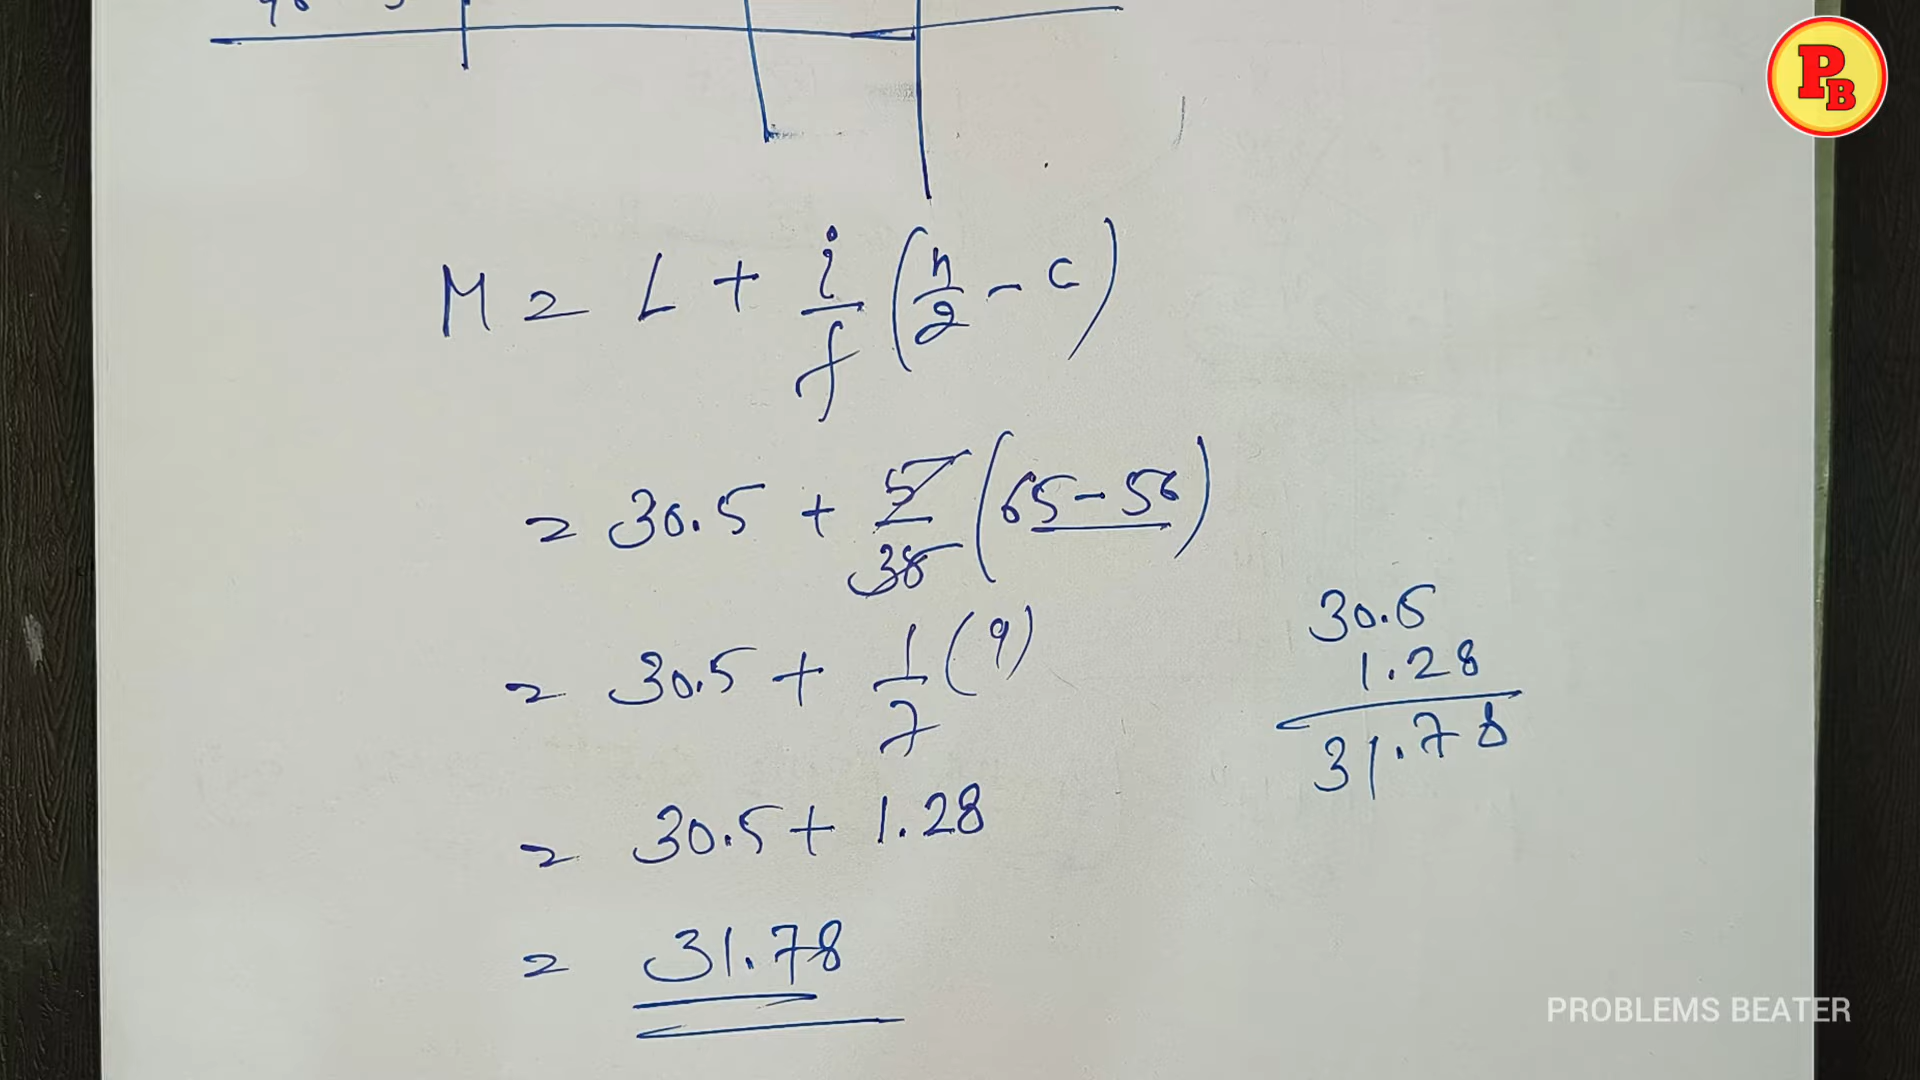 PB
M = L + i/f (n/2 - c)
= 30.5 + 5/35 (65 - 56)
= 30.5 + 1/7 (9)
30.5
1.28
31.78
= 30.5 + 1.28
= 31.78
PROBLEMS BEATER